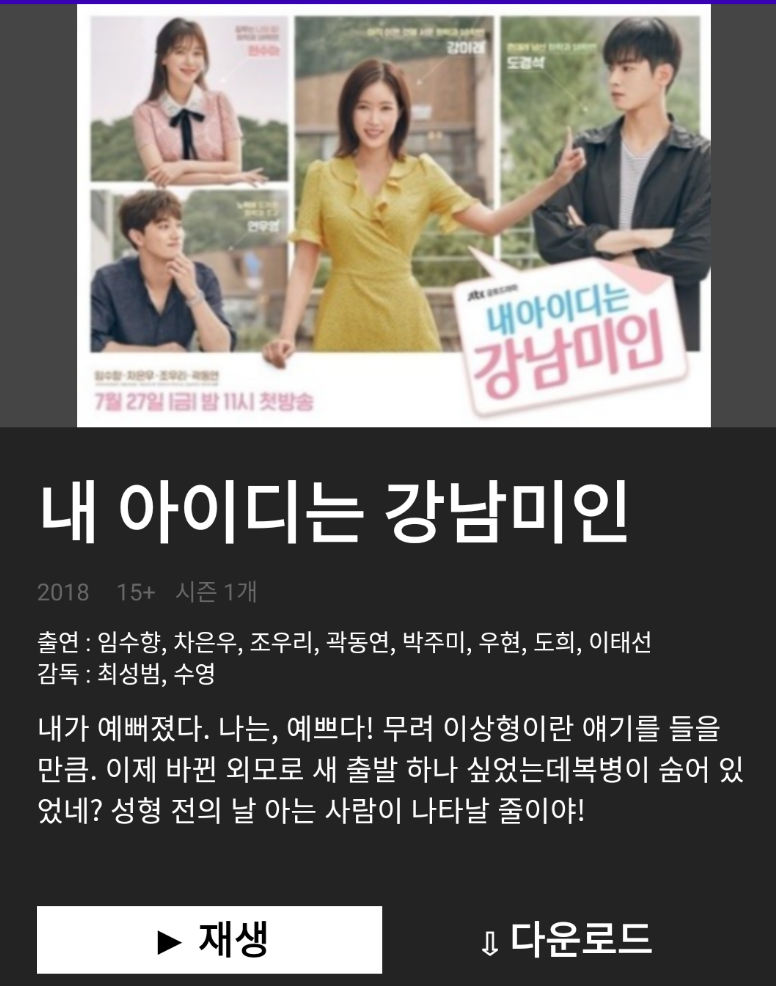 한수아
강미래
도경석
연우영
jtbc 금토드라마
내아이디는
강남미인
임수향·차은우·조우리·곽동연
7월 27일 |금| 밤 11시 첫방송
내 아이디는 강남미인
2018 15+ 시즌 1개
출연 : 임수향, 차은우, 조우리, 곽동연, 박주미, 우현, 도희, 이태선
감독 : 최성범, 수영
내가 예뻐졌다. 나는, 예쁘다! 무려 이상형이란 얘기를 들을
만큼. 이제 바뀐 외모로 새 출발 하나 싶었는데복병이 숨어 있
었네? 성형 전의 날 아는 사람이 나타날 줄이야!
▶ 재생
⇩ 다운로드